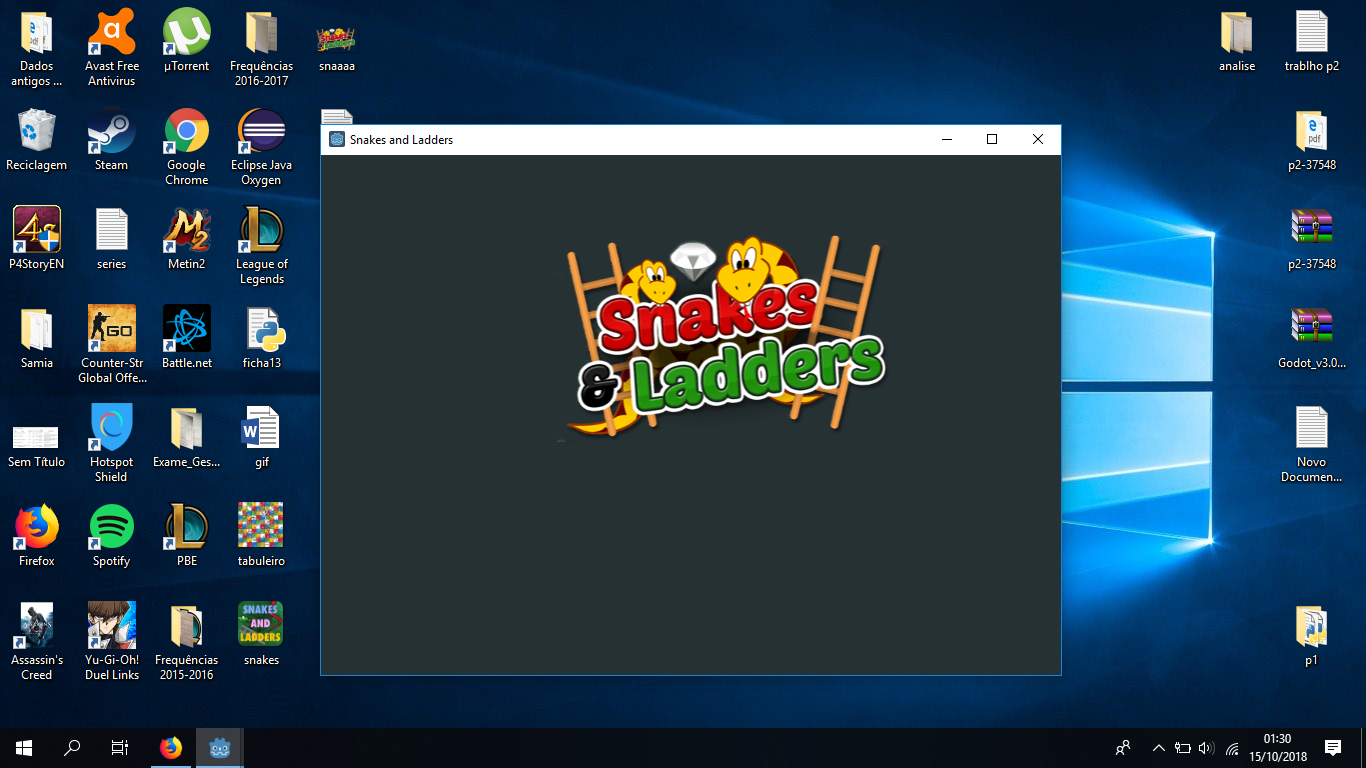 Dados
antigos ...
Avast Free
Antivirus
µTorrent
Frequências
2016-2017
snaaaa
analise
trablho p2
Reciclagem
Steam
Google
Chrome
Eclipse Java
Oxygen
pdf
p2-37548
Snakes and Ladders
P4StoryEN
series
Metin2
League of
Legends
p2-37548
Snakes
& Ladders
Samia
Counter-Str
Global Offe...
Battle.net
ficha13
Godot_v3.0...
Sem Título
Hotspot
Shield
Exame_Ges...
gif
Novo
Documen...
Firefox
Spotify
PBE
tabuleiro
SNAKES
AND
LADDERS
Assassin's
Creed
Yu-Gi-Oh!
Duel Links
Frequências
2015-2016
snakes
p1
01:30
15/10/2018